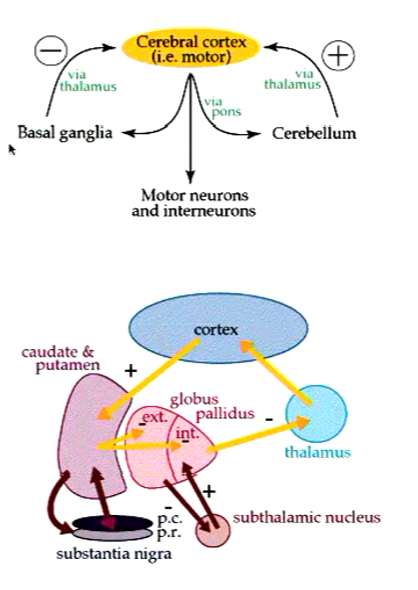 Cerebral cortex
(i.e. motor)
−
+
via
thalamus
via
thalamus
via
pons
Basal ganglia
Cerebellum
Motor neurons
and interneurons
cortex
caudate &
putamen
+
globus
pallidus
ext.
-
int.
-
-
thalamus
+
-
p.c.
p.r.
subthalamic nucleus
substantia nigra